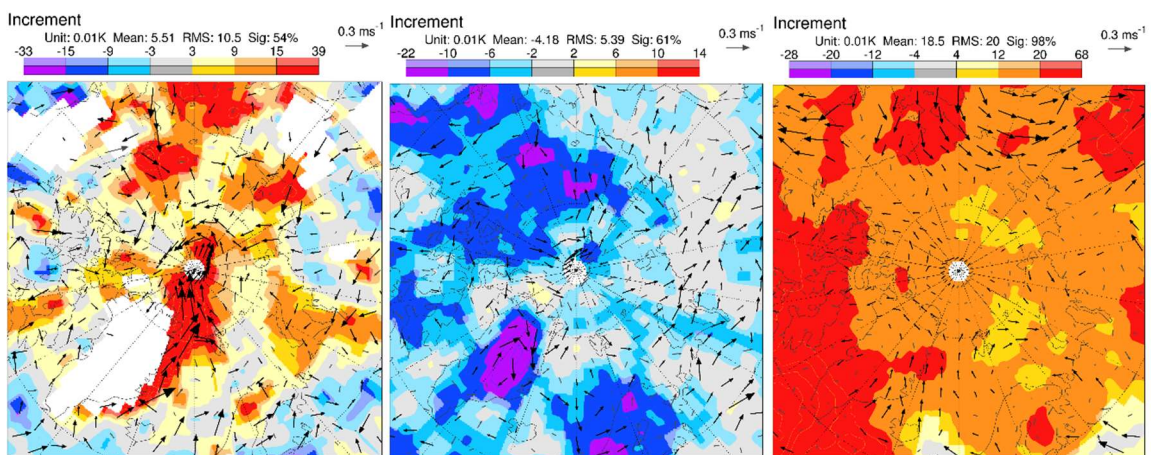 Increment
Unit: 0.01K Mean: 5.51 RMS: 10.5 Sig: 54%
0.3 ms-1
-33 -15 -9 -3 3 9 15 39
Increment
Unit: 0.01K Mean: -4.18 RMS: 5.39 Sig: 61%
0.3 ms-1
-22 -10 -6 -2 2 6 10 14
Increment
Unit: 0.01K Mean: 18.5 RMS: 20 Sig: 98%
0.3 ms-1
-28 -20 -12 -4 4 12 20 68